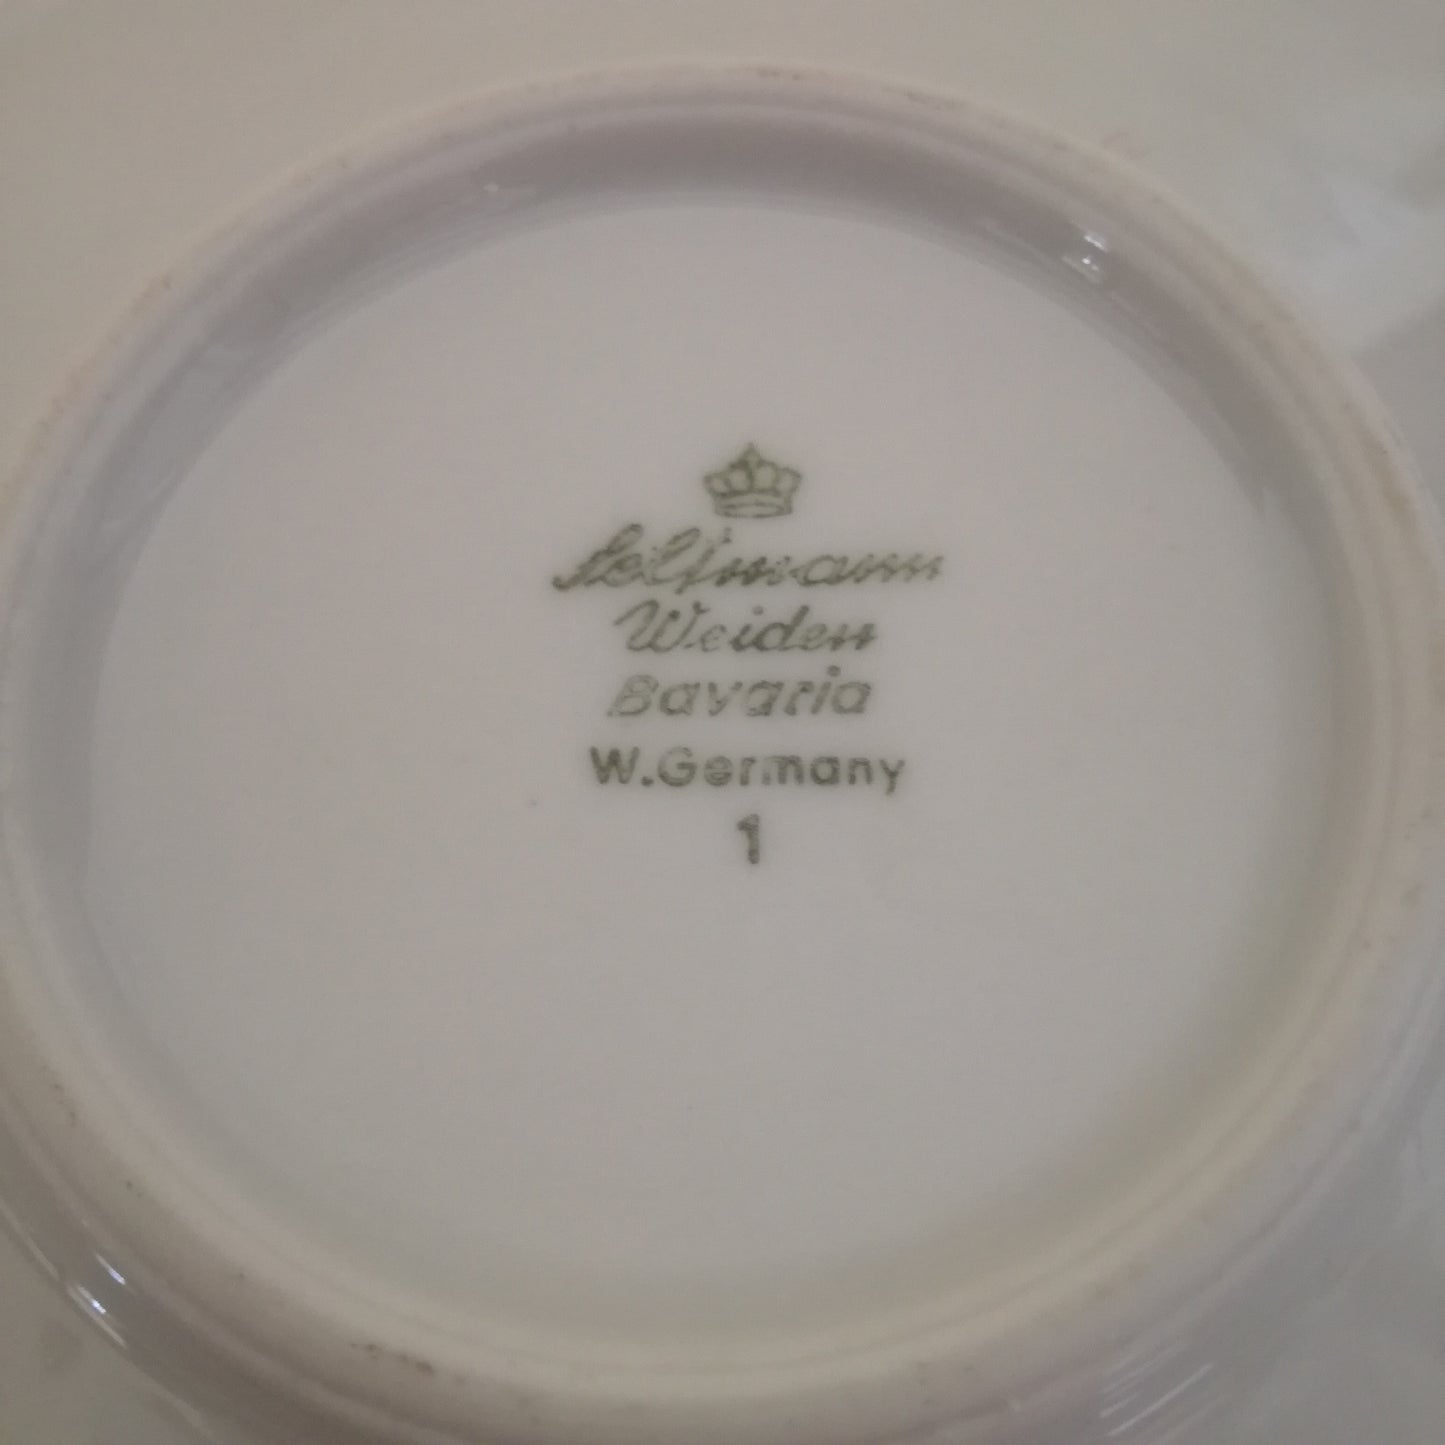 Seltmann
Weiden
Bavaria
W.Germany
1